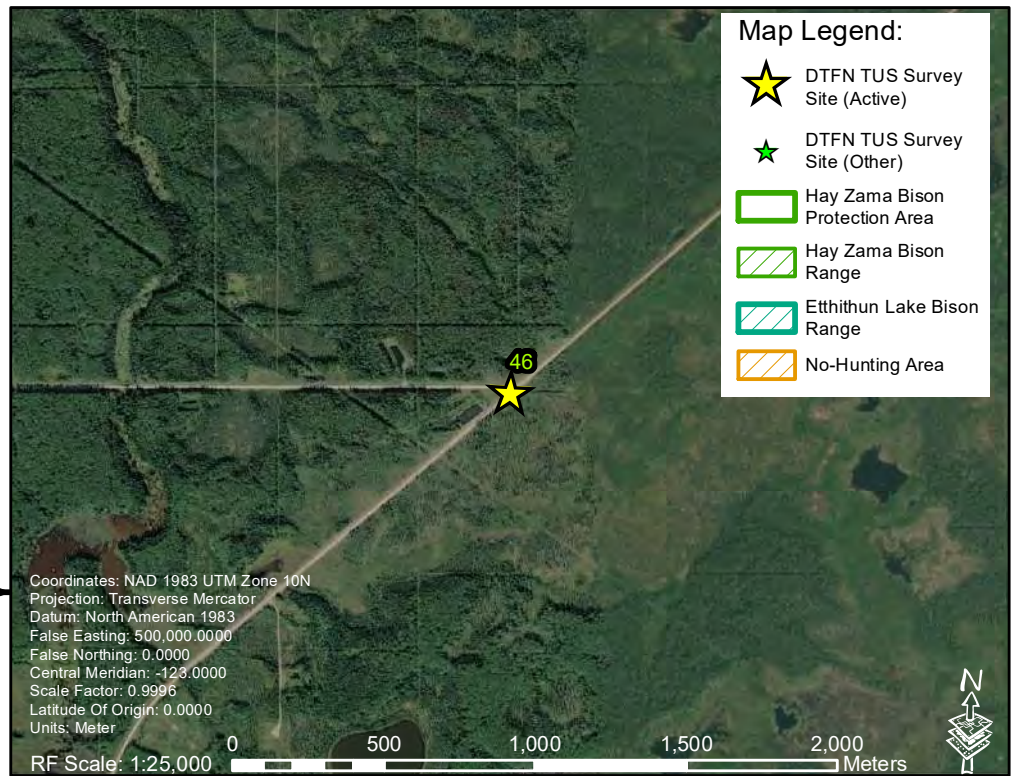 Map Legend:
DTFN TUS Survey
Site (Active)
DTFN TUS Survey
Site (Other)
Hay Zama Bison
Protection Area
Hay Zama Bison
Range
Etthithun Lake Bison
Range
No-Hunting Area
46
Coordinates: NAD 1983 UTM Zone 10N
Projection: Transverse Mercator
Datum: North American 1983
False Easting: 500,000.0000
False Northing: 0.0000
Central Meridian: -123.0000
Scale Factor: 0.9996
Latitude Of Origin: 0.0000
Units: Meter
RF Scale: 1:25,000
0 500 1,000 1,500 2,000
Meters
N